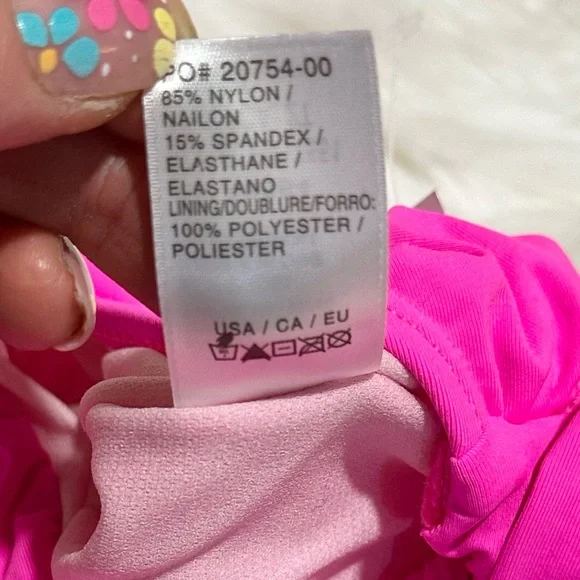 PO# 20754-00
85% NYLON /
NAILON
15% SPANDEX /
ELASTHANE /
ELASTANO
LINING/DOUBLURE/FORRO:
100% POLYESTER /
POLIESTER
USA / CA / EU